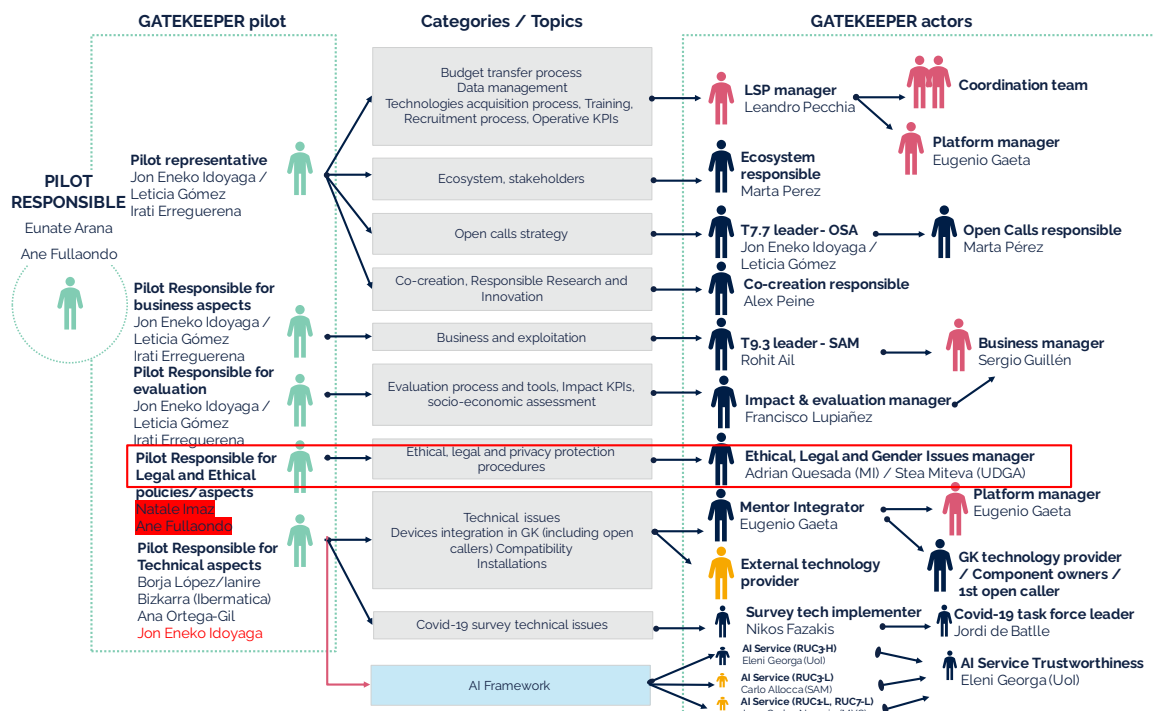 GATEKEEPER pilot
Categories / Topics
GATEKEEPER actors
PILOT
RESPONSIBLE
Eunate Arana
Ane Fullaondo
Pilot representative
Jon Eneko Idoyaga /
Leticia Gómez
Irati Erreguerena
Pilot Responsible for
business aspects
Jon Eneko Idoyaga /
Leticia Gómez
Irati Erreguerena
Pilot Responsible for
evaluation
Jon Eneko Idoyaga /
Leticia Gómez
Irati Erreguerena
Pilot Responsible for
Legal and Ethical
policies/aspects
Natale Imaz
Ane Fullaondo
Pilot Responsible for
Technical aspects
Borja López/Ianire
Bizkarra (Ibermatica)
Ana Ortega-Gil
Jon Eneko Idoyaga
Budget transfer process
Data management
Technologies acquisition process, Training,
Recruitment process, Operative KPIs
Ecosystem, stakeholders
Open calls strategy
Co-creation, Responsible Research and
Innovation
Business and exploitation
Evaluation process and tools, Impact KPIs,
socio-economic assessment
Ethical, legal and privacy protection
procedures
Technical issues
Devices integration in GK (including open
callers) Compatibility
Installations
Covid-19 survey technical issues
AI Framework
LSP manager
Leandro Pecchia
Coordination team
Platform manager
Eugenio Gaeta
Ecosystem
responsible
Marta Perez
T7.7 leader - OSA
Jon Eneko Idoyaga /
Leticia Gómez
Open Calls responsible
Marta Pérez
Co-creation responsible
Alex Peine
T9.3 leader - SAM
Rohit Ail
Business manager
Sergio Guillén
Impact & evaluation manager
Francisco Lupiañez
Ethical, Legal and Gender Issues manager
Adrian Quesada (MI) / Stea Miteva (UDGA)
Mentor Integrator
Eugenio Gaeta
Platform manager
Eugenio Gaeta
External technology
provider
GK technology provider
/ Component owners /
1st open caller
Survey tech implementer
Nikos Fazakis
Covid-19 task force leader
Jordi de Batlle
AI Service (RUC3-H)
Eleni Georga (UoI)
AI Service (RUC3-L)
Carlo Allocca (SAM)
AI Service (RUC1-L, RUC7-L)
AI Service Trustworthiness
Eleni Georga (UoI)